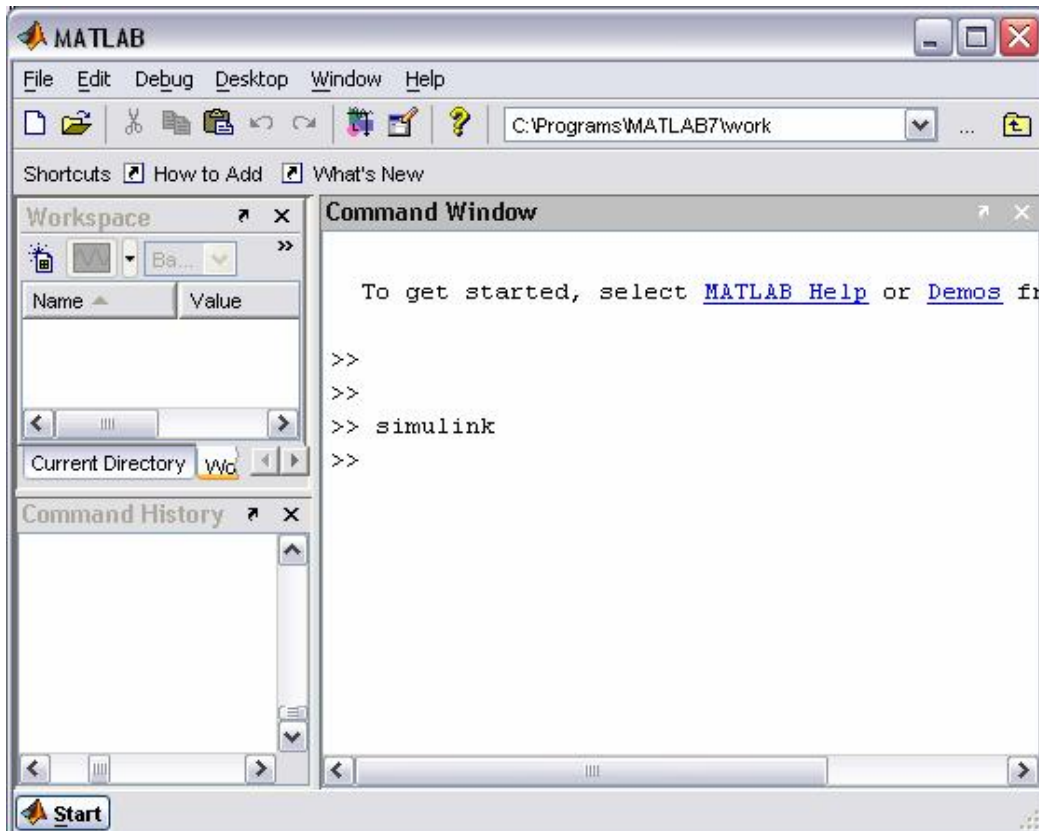 MATLAB
File Edit Debug Desktop Window Help
C:\Programs\MATLAB7\work ...
Shortcuts How to Add What's New
Workspace
Ba...
Name Value
Current Directory
Command History
Command Window
To get started, select MATLAB Help or Demos
>>
>>
>> simulink
>>
Start